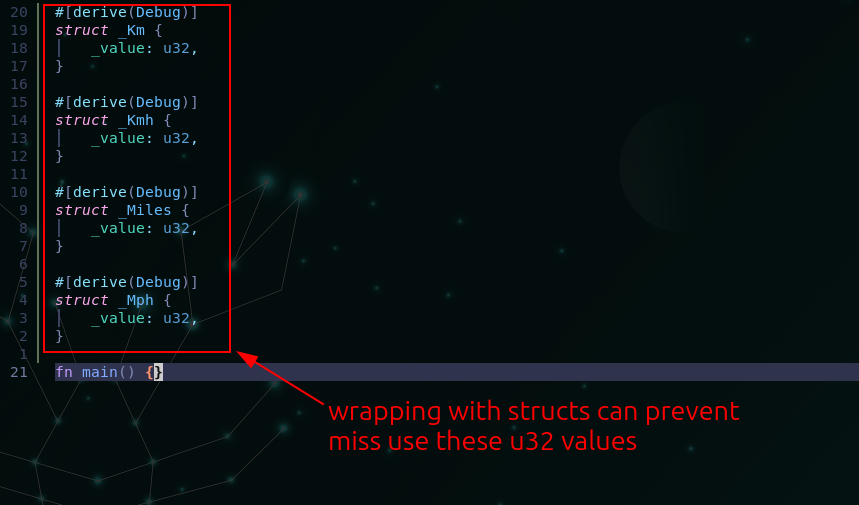 20 #[derive(Debug)]
19 struct _Km {
18 _value: u32,
17 }
16
15 #[derive(Debug)]
14 struct _Kmh {
13 _value: u32,
12 }
11
10 #[derive(Debug)]
9 struct _Miles {
8 _value: u32,
7 }
6
5 #[derive(Debug)]
4 struct _Mph {
3 _value: u32,
2 }
1
21 fn main() {}
wrapping with structs can prevent
miss use these u32 values